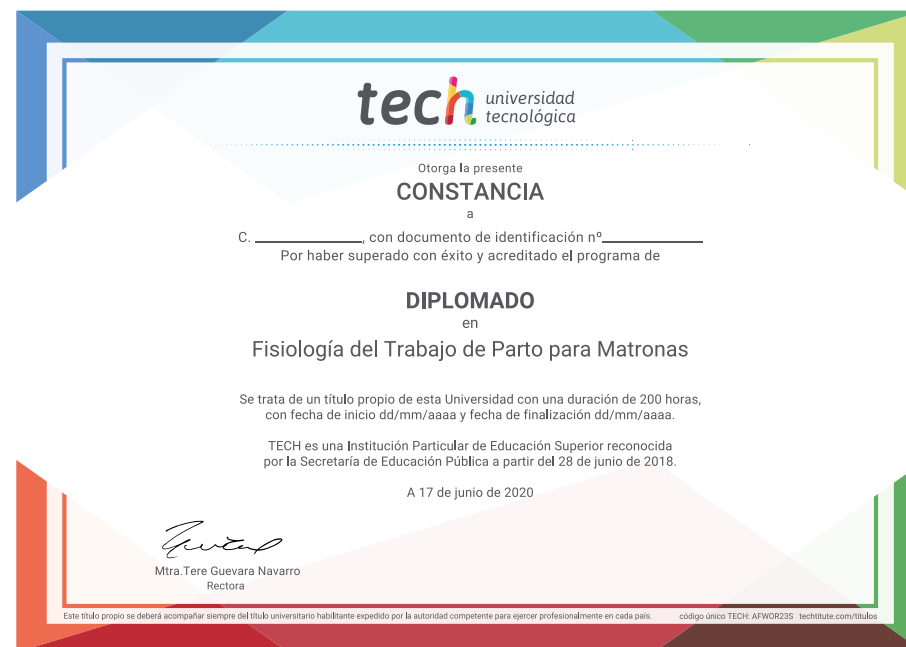 tech universidad
tecnológica
Otorga la presente
CONSTANCIA
a
C. ____________, con documento de identificación nº____________
Por haber superado con éxito y acreditado el programa de
DIPLOMADO
en
Fisiología del Trabajo de Parto para Matronas
Se trata de un título propio de esta Universidad con una duración de 200 horas,
con fecha de inicio dd/mm/aaaa y fecha de finalización dd/mm/aaaa.
TECH es una Institución Particular de Educación Superior reconocida
por la Secretaría de Educación Pública a partir del 28 de junio de 2018.
A 17 de junio de 2020
Mtra.Tere Guevara Navarro
Rectora
Este título propio se deberá acompañar siempre del título universitario habilitante expedido por la autoridad competente para ejercer profesionalmente en cada país. código único TECH: AFWOR23S techtitute.com/titulos